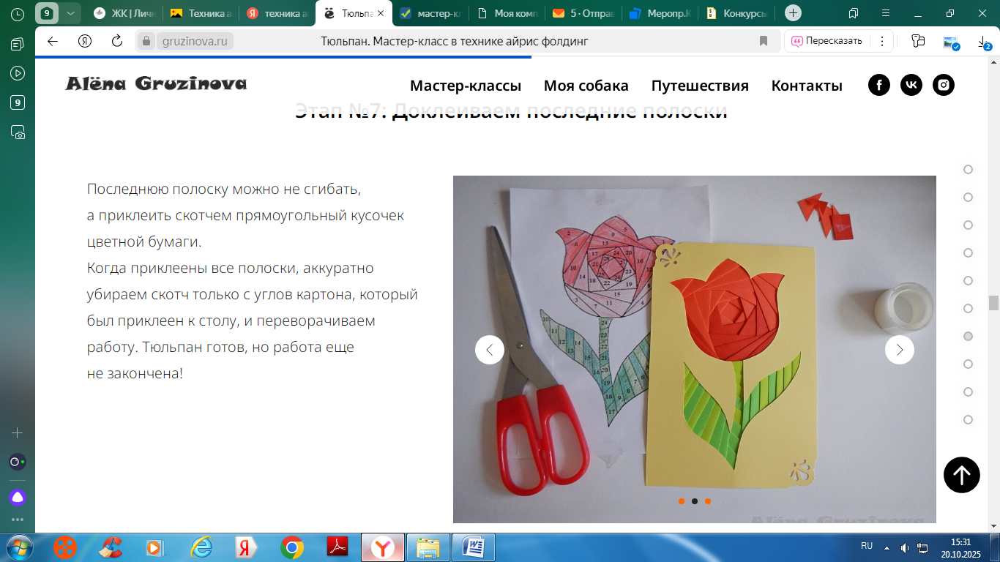 9
ЖК | Личн
Техника а
техника а
Тюльпа
мастер-кл
Моя комп
5 · Отправ
Меропр.К
Конкурсы
gruzinova.ru
Тюльпан. Мастер-класс в технике айрис фолдинг
Пересказать
2
9
Alёna Gruzinova
Мастер-классы
Моя собака
Путешествия
Контакты
Этап №7: Доклеиваем последние полоски
Последнюю полоску можно не сгибать,
а приклеить скотчем прямоугольный кусочек
цветной бумаги.
Когда приклеены все полоски, аккуратно
убираем скотч только с углов картона, который
был приклеен к столу, и переворачиваем
работу. Тюльпан готов, но работа еще
не закончена!
Alёna Gruzinova
RU
15:31
20.10.2025